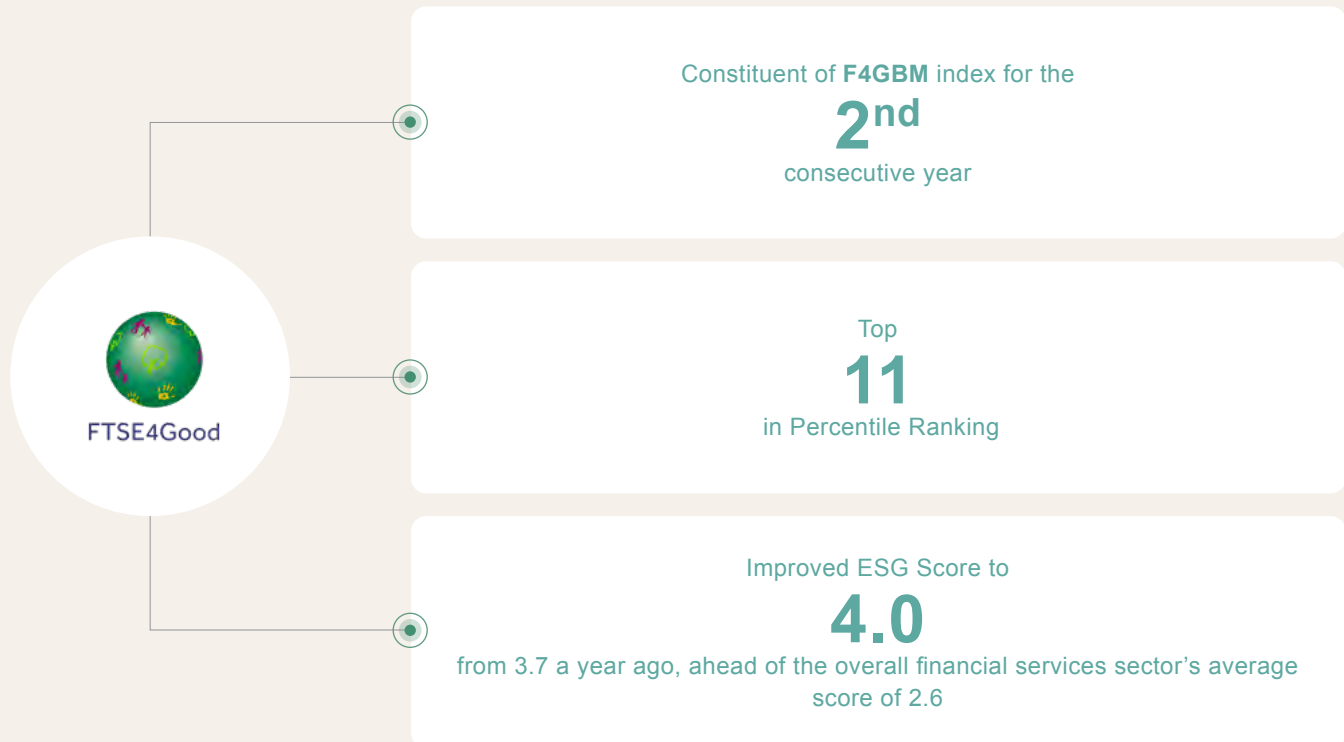 Constituent of F4GBM index for the
2nd
consecutive year
FTSE4Good
Top
11
in Percentile Ranking
Improved ESG Score to
4.0
from 3.7 a year ago, ahead of the overall financial services sector’s average
score of 2.6